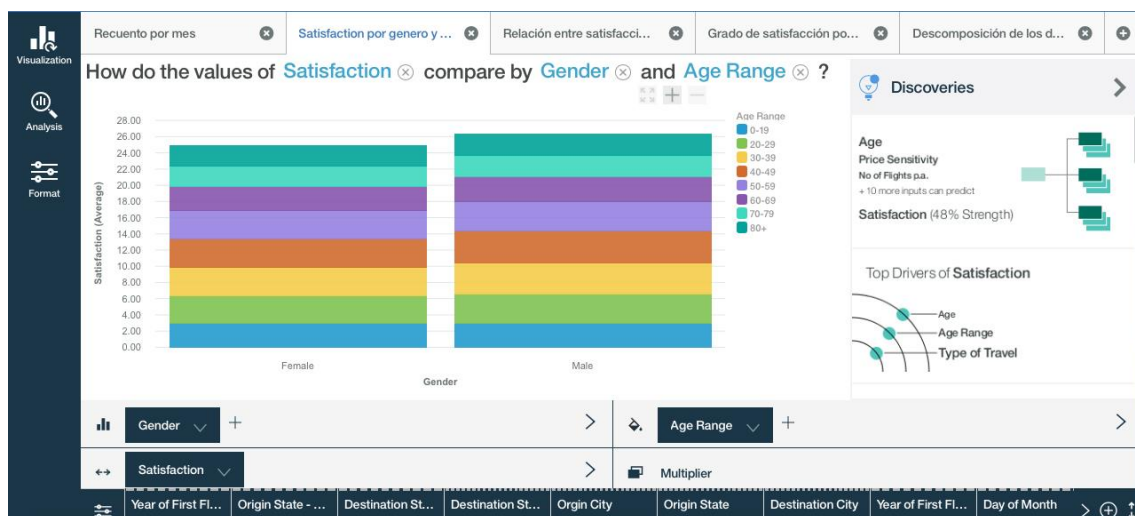 Visualization
Analysis
Format
Recuento por mes
Satisfaction por genero y ...
Relación entre satisfacci...
Grado de satisfacción po...
Descomposición de los d...
How do the values of Satisfaction compare by Gender and Age Range ?
28.00
26.00
24.00
22.00
20.00
18.00
16.00
14.00
12.00
10.00
8.00
6.00
4.00
2.00
0.00
Satisfaction (Average)
Female
Male
Gender
Age Range
0-19
20-29
30-39
40-49
50-59
60-69
70-79
80+
Discoveries
Age
Price Sensitivity
No of Flights p.a.
+ 10 more inputs can predict
Satisfaction (48% Strength)
Top Drivers of Satisfaction
Age
Age Range
Type of Travel
Gender
Age Range
Satisfaction
Multiplier
Year of First Fl...
Origin State - ...
Destination St...
Destination St...
Orgin City
Origin State
Destination City
Year of First Fl...
Day of Month